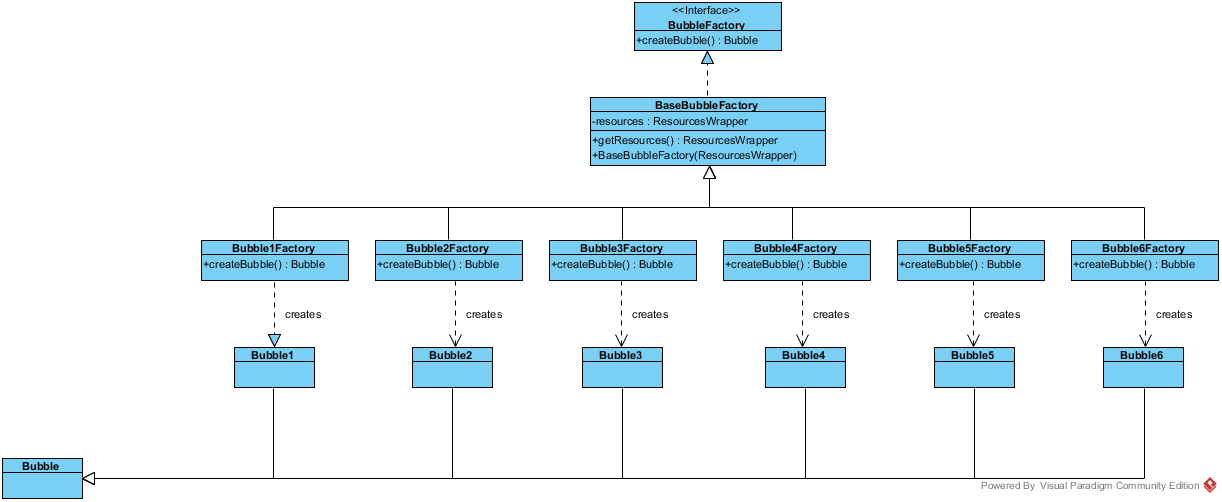 <<Interface>>
BubbleFactory
+createBubble() : Bubble
BaseBubbleFactory
-resources : ResourcesWrapper
+getResources() : ResourcesWrapper
+BaseBubbleFactory(ResourcesWrapper)
Bubble1Factory
+createBubble() : Bubble
Bubble2Factory
+createBubble() : Bubble
Bubble3Factory
+createBubble() : Bubble
Bubble4Factory
+createBubble() : Bubble
Bubble5Factory
+createBubble() : Bubble
Bubble6Factory
+createBubble() : Bubble
creates
creates
creates
creates
creates
creates
Bubble1
Bubble2
Bubble3
Bubble4
Bubble5
Bubble6
Bubble
Powered By Visual Paradigm Community Edition